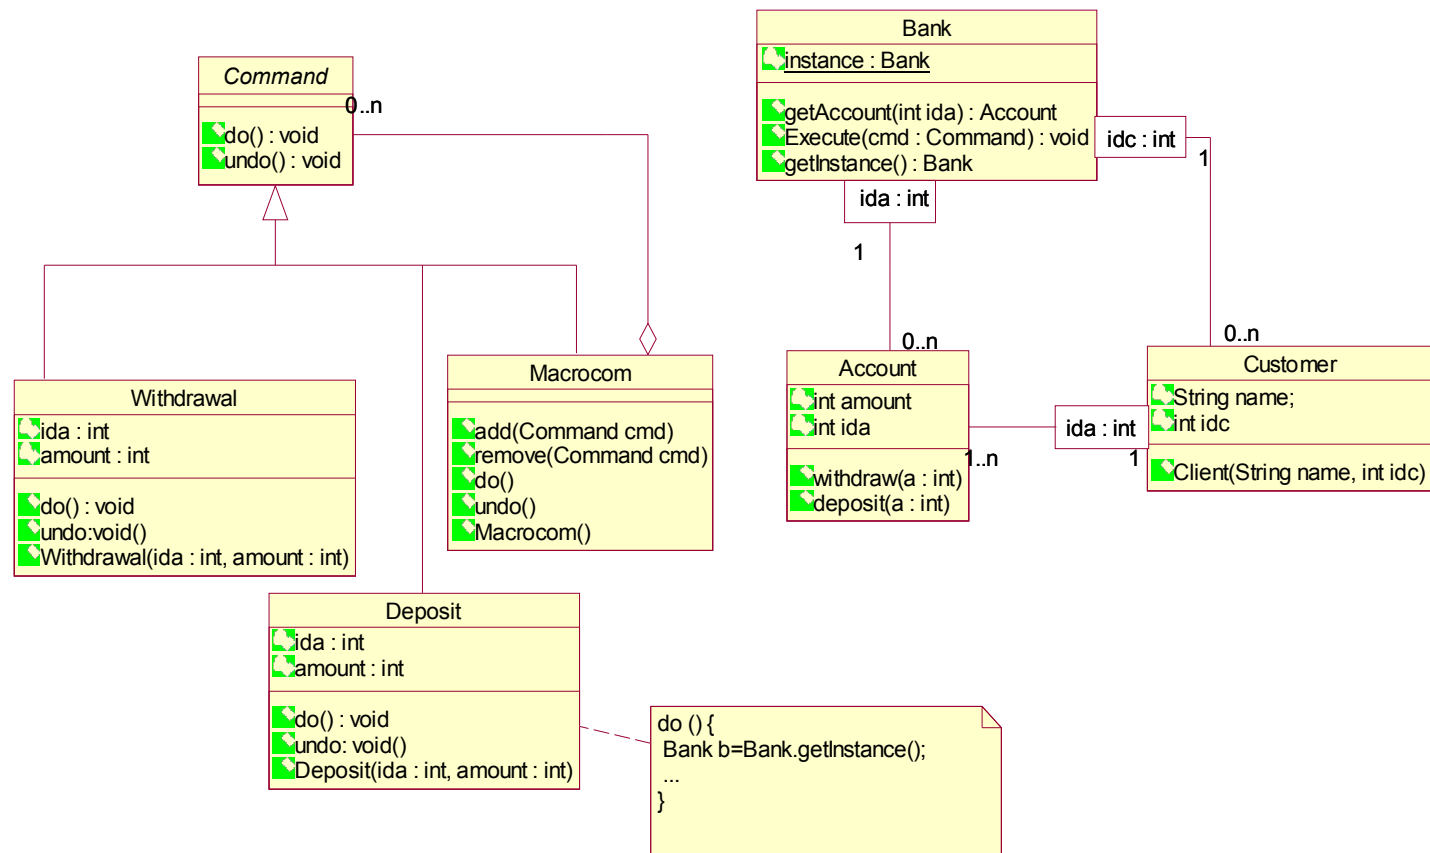 Command
0..n
do() : void
undo() : void
Bank
instance : Bank
getAccount(int ida) : Account
Execute(cmd : Command) : void
getInstance() : Bank
idc : int
1
ida : int
1
0..n
0..n
Withdrawal
ida : int
amount : int
do() : void
undo:void()
Withdrawal(ida : int, amount : int)
Macrocom
add(Command cmd)
remove(Command cmd)
do()
undo()
Macrocom()
Account
int amount
int ida
withdraw(a : int)
deposit(a : int)
1..n
ida : int
1
Customer
String name;
int idc
Client(String name, int idc)
Deposit
ida : int
amount : int
do() : void
undo: void()
Deposit(ida : int, amount : int)
do () {
Bank b=Bank.getInstance();
...
}